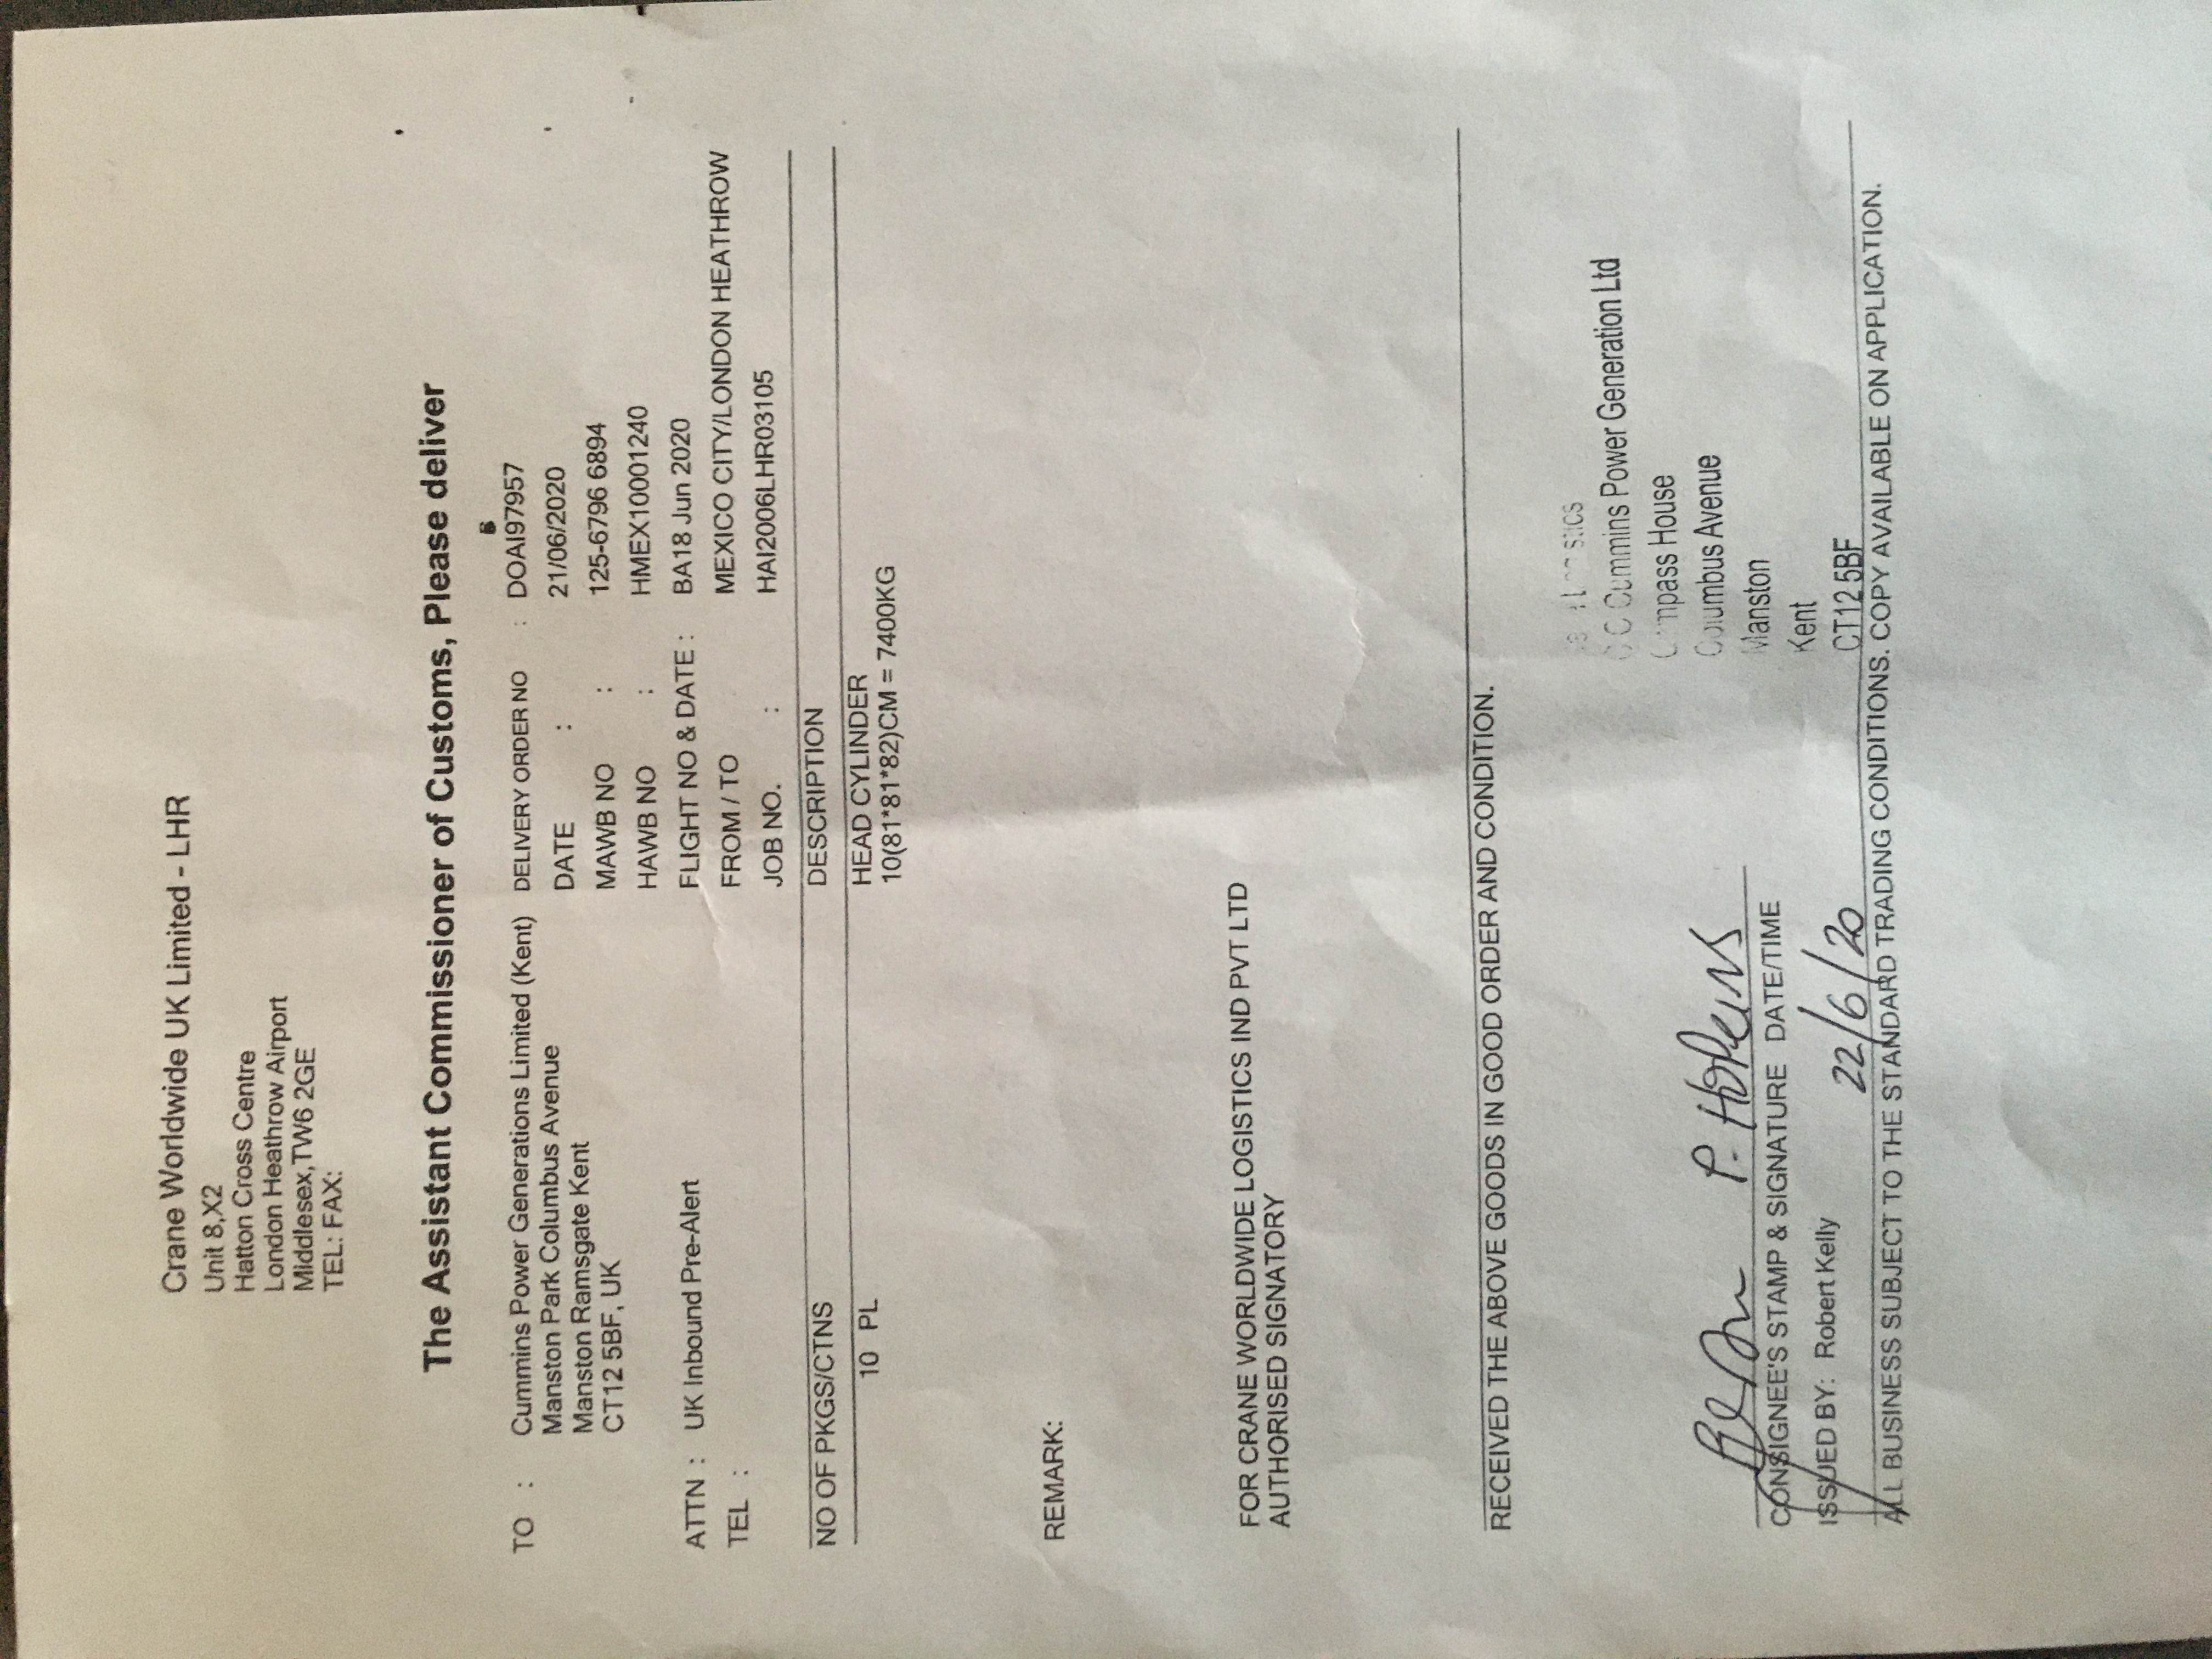 Crane Worldwide UK Limited - LHR
Unit 8,X2
Hatton Cross Centre
London Heathrow Airport
Middlesex,TW6 2GE
TEL: FAX:
The Assistant Commissioner of Customs, Please deliver
TO : Cummins Power Generations Limited (Kent) DELIVERY ORDER NO : DOAI97957
Manston Park Columbus Avenue DATE : 21/06/2020
Manston Ramsgate Kent MAWB NO : 125-6796 6894
CT12 5BF, UK HAWB NO : HMEX10001240
ATTN : UK Inbound Pre-Alert FLIGHT NO & DATE : BA18 Jun 2020
TEL : FROM / TO MEXICO CITY/LONDON HEATHROW
JOB NO. : HAI2006LHR03105
NO OF PKGS/CTNS DESCRIPTION
10 PL HEAD CYLINDER
10(81*81*82)CM = 7400KG
REMARK:
FOR CRANE WORLDWIDE LOGISTICS IND PVT LTD
AUTHORISED SIGNATORY
RECEIVED THE ABOVE GOODS IN GOOD ORDER AND CONDITION.
Cummins Power Generation Ltd
Compass House
Columbus Avenue
Manston
Kent
CT12 5BF
P. HOPKINS
CONSIGNEE'S STAMP & SIGNATURE DATE/TIME
22/6/20
ISSUED BY: Robert Kelly
ALL BUSINESS SUBJECT TO THE STANDARD TRADING CONDITIONS. COPY AVAILABLE ON APPLICATION.